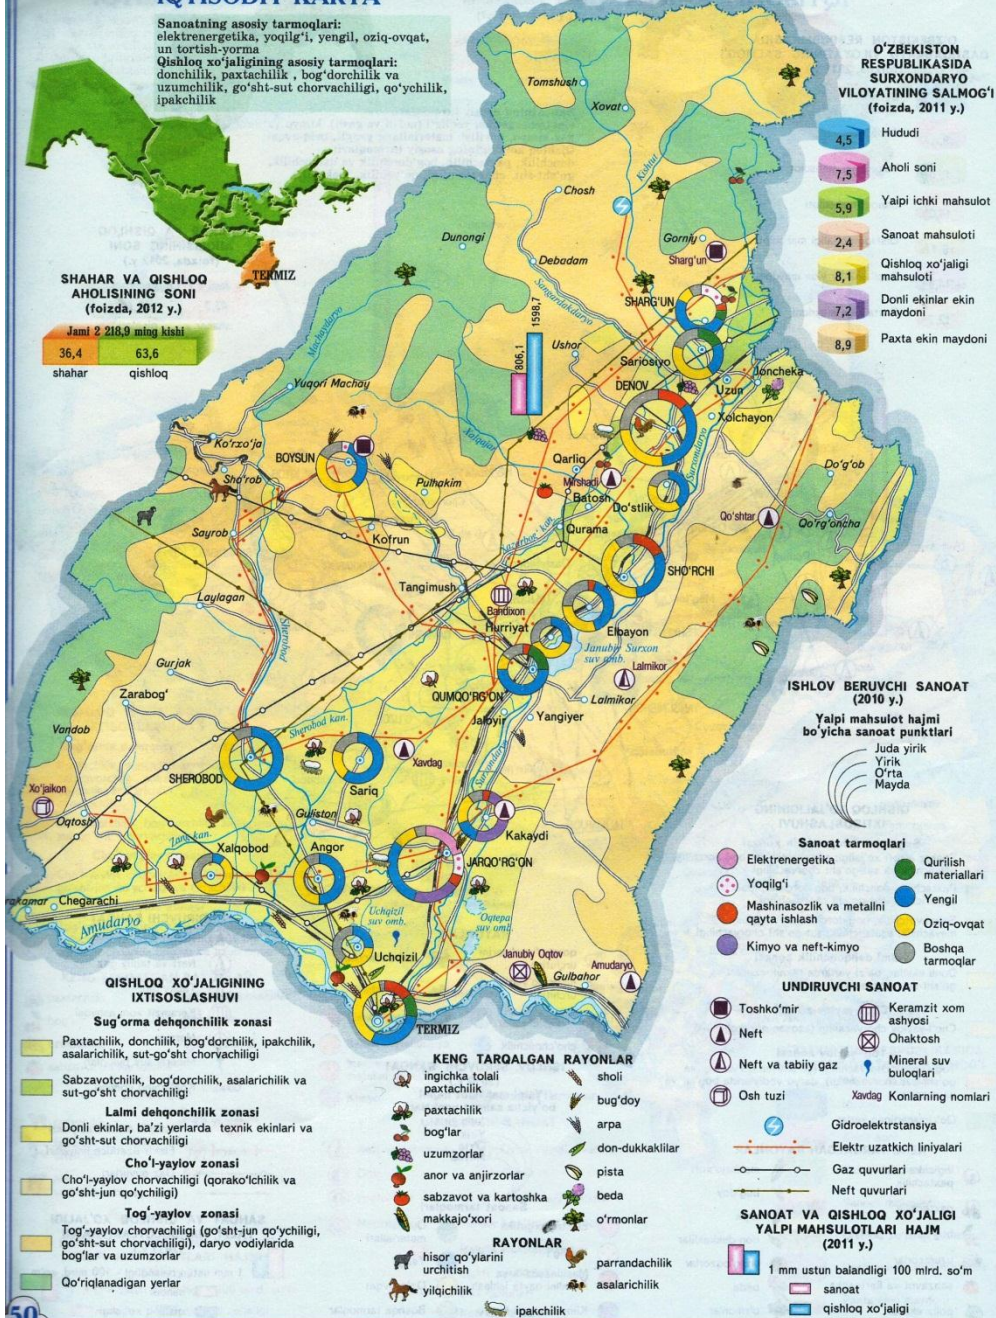 IQTISODIY KARTA
Sanoatning asosiy tarmoqlari:
elektrenergetika, yoqilg‘i, yengil, oziq-ovqat,
un tortish-yorma
Qishloq xo‘jaligining asosiy tarmoqlari:
donchilik, paxtachilik , bog‘dorchilik va
uzumchilik, go‘sht-sut chorvachiligi, qo‘ychilik,
ipakchilik
TERMIZ
SHAHAR VA QISHLOQ
AHOLISINING SONI
(foizda, 2012 y.)
Jami 2 218,9 ming kishi
36,4 63,6
shahar qishloq
O‘ZBEKISTON
RESPUBLIKASIDA
SURXONDARYO
VILOYATINING SALMOG‘I
(foizda, 2011 y.)
4,5 Hududi
7,5 Aholi soni
5,9 Yalpi ichki mahsulot
2,4 Sanoat mahsuloti
8,1 Qishloq xo‘jaligi
mahsuloti
7,2 Donli ekinlar ekin
maydoni
8,9 Paxta ekin maydoni
Tomshush
Xovat
Kishtut
Chosh
Dunongi
Gorniy
Sharg‘un
Debadam
Sangardakdaryo
SHARG‘UN
Machaydaryo
806,1
1598,7
Ushor
Sariosiyo
Joncheka
DENOV
Uzun
Yuqori Machay
Xolchayon
Xalqajar
Surxondaryo
Ko‘rxo‘ja
BOYSUN
Qarliq
Sho‘rob
Mirshadi
Do‘g‘ob
Pulhakim
Batosh
Do‘stlik
Qo‘shtar
Qo‘rg‘oncha
Sayrob
Kofrun
Qurama
SHO‘RCHI
Tangimush
Laylagan
Bandixon
Hurriyat
Elbayon
Sherobod
Janubiy Surxon
suv omb.
Lalmikor
Gurjak
QUMQO‘RG‘ON
Lalmikor
Zarabog‘
Jaloyir
Yangiyer
Vandob
Sherobod kan.
Surxondaryo
SHEROBOD
Xavdag
Sariq
Xo‘jaikon
Oqtosh
Guliston
Zang kan.
Kakaydi
Xalqobod
Angor
JARQO‘RG‘ON
Chegarachi
Amudaryo
Uchqizil
suv omb.
Oqtepa
suv omb.
Uchqizil
Janubiy Oqtov
Gulbahor
Amudaryo
TERMIZ
ISHLOV BERUVCHI SANOAT
(2010 y.)
Yalpi mahsulot hajmi
bo‘yicha sanoat punktlari
Juda yirik
Yirik
O‘rta
Mayda
Sanoat tarmoqlari
Elektrenergetika
Yoqilg‘i
Mashinasozlik va metallni
qayta ishlash
Kimyo va neft-kimyo
Qurilish
materiallari
Yengil
Oziq-ovqat
Boshqa
tarmoqlar
UNDIRUVCHI SANOAT
Toshko‘mir
Neft
Neft va tabiiy gaz
Osh tuzi
Keramzit xom
ashyosi
Ohaktosh
Mineral suv
buloqlari
Xavdag Konlarning nomlari
Gidroelektrstansiya
Elektr uzatkich liniyalari
Gaz quvurlari
Neft quvurlari
SANOAT VA QISHLOQ XO‘JALIGI
YALPI MAHSULOTLARI HAJM
(2011 y.)
1 mm ustun balandligi 100 mlrd. so‘m
sanoat
qishloq xo‘jaligi
QISHLOQ XO‘JALIGINING
IXTISOSLASHUVI
Sug‘orma dehqonchilik zonasi
Paxtachilik, donchilik, bog‘dorchilik, ipakchilik,
asalarichilik, sut-go‘sht chorvachiligi
Sabzavotchilik, bog‘dorchilik, asalarichilik va
sut-go‘sht chorvachiligi
Lalmi dehqonchilik zonasi
Donli ekinlar, ba’zi yerlarda texnik ekinlari va
go‘sht-sut chorvachiligi
Cho‘l-yaylov zonasi
Cho‘l-yaylov chorvachiligi (qorako‘lchilik va
go‘sht-jun qo‘ychiligi)
Tog‘-yaylov zonasi
Tog‘-yaylov chorvachiligi (go‘sht-jun qo‘ychiligi,
go‘sht-sut chorvachiligi), daryo vodiylarida
bog‘lar va uzumzorlar
Qo‘riqlanadigan yerlar
KENG TARQALGAN RAYONLAR
ingichka tolali
paxtachilik
paxtachilik
bog‘lar
uzumzorlar
anor va anjirzorlar
sabzavot va kartoshka
makkajo‘xori
sholi
bug‘doy
arpa
don-dukkaklilar
pista
beda
o‘rmonlar
RAYONLAR
hisor qo‘ylarini
urchitish
yilqichilik
ipakchilik
parrandachilik
asalarichilik
50